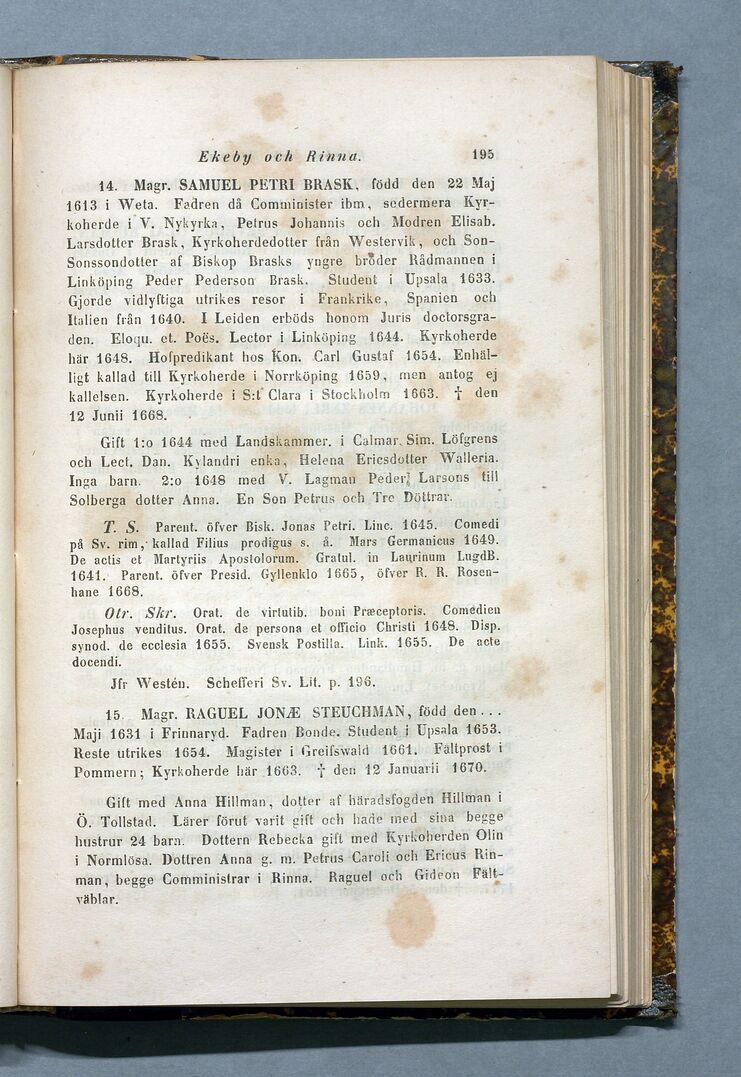 Ekeby och Rinna. 195
14. Magr. SAMUEL PETRI BRASK, född den 22 Maj
1613 i Weta. Fadren då Comminister ibm, sedermera Kyr-
koherde i V. Nykyrka, Petrus Johannis och Modren Elisab.
Larsdotter Brask, Kyrkoherdedotter från Westervik, och Son-
Sonssondotter af Biskop Brasks yngre broder Rådmannen i
Linköping Peder Pederson Brask. Student i Upsala 1633.
Gjorde vidlyftiga utrikes resor i Frankrike, Spanien och
Italien från 1640. I Leiden erböds honom Juris doctorsgra-
den. Eloqu. et. Poës. Lector i Linköping 1644. Kyrkoherde
här 1648. Hofpredikant hos Kon. Carl Gustaf 1654. Enhäl-
ligt kallad till Kyrkoherde i Norrköping 1659, men antog ej
kallelsen. Kyrkoherde i S:t Clara i Stockholm 1663. † den
12 Junii 1668.
Gift 1:o 1644 med Landskammer. i Calmar Sim. Löfgrens
och Lect. Dan. Kylandri enka, Helena Ericsdotter Walleria.
Inga barn. 2:o 1648 med V. Lagman Peder Larsons till
Solberga dotter Anna. En Son Petrus och Tre Döttrar.
T. S. Parent. öfver Bisk. Jonas Petri. Linc. 1645. Comedi
på Sv. rim, kallad Filius prodigus s. å. Mars Germanicus 1649.
De actis et Martyriis Apostolorum. Gratul. in Laurinum LugdB.
1641. Parent. öfver Presid. Gyllenklo 1665, öfver R. R. Rosen-
hane 1668.
Otr. Skr. Orat. de virtutib. boni Præceptoris. Comedien
Josephus venditus. Orat. de persona et officio Christi 1648. Disp.
synod. de ecclesia 1655. Svensk Postilla. Link. 1655. De acte
docendi.
Jfr Westén. Schefferi Sv. Lit. p. 196.
15. Magr. RAGUEL JONÆ STEUCHMAN, född den . . .
Maji 1631 i Frinnaryd. Fadren Bonde. Student i Upsala 1653.
Reste utrikes 1654. Magister i Greifswald 1661. Fältprost i
Pommern; Kyrkoherde här 1663. † den 12 Januarii 1670.
Gift med Anna Hillman, dotter af häradsfogden Hillman i
Ö. Tollstad. Lärer förut varit gift och hade med sina begge
hustrur 24 barn. Dottern Rebecka gift med Kyrkoherden Olin
i Normlösa. Dottren Anna g. m. Petrus Caroli och Ericus Rin-
man, begge Comministrar i Rinna. Raguel och Gideon Fält-
väblar.